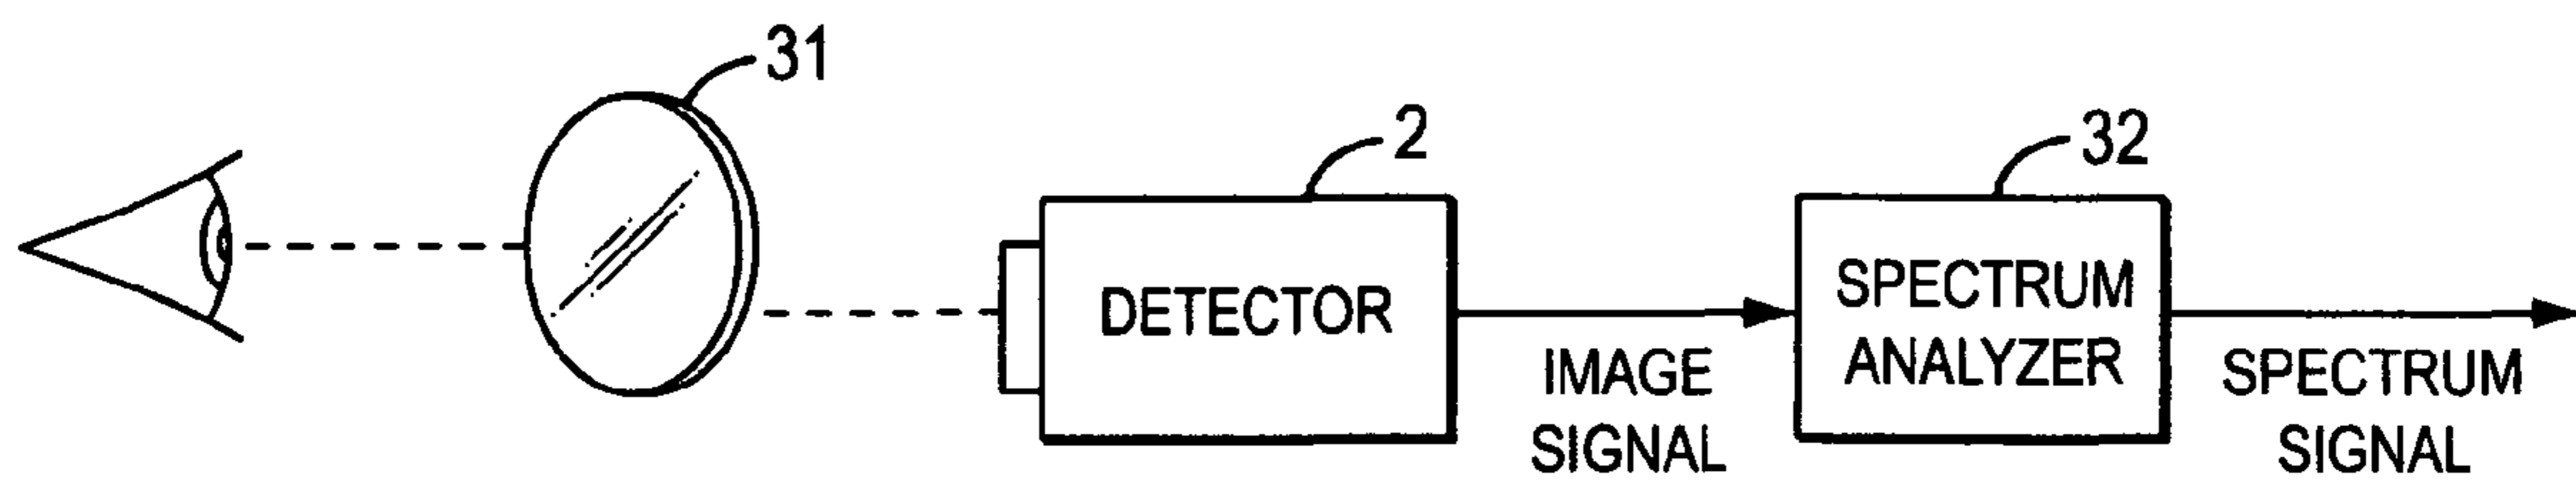 31
2
32
DETECTOR
SPECTRUM
ANALYZER
IMAGE
SIGNAL
SPECTRUM
SIGNAL